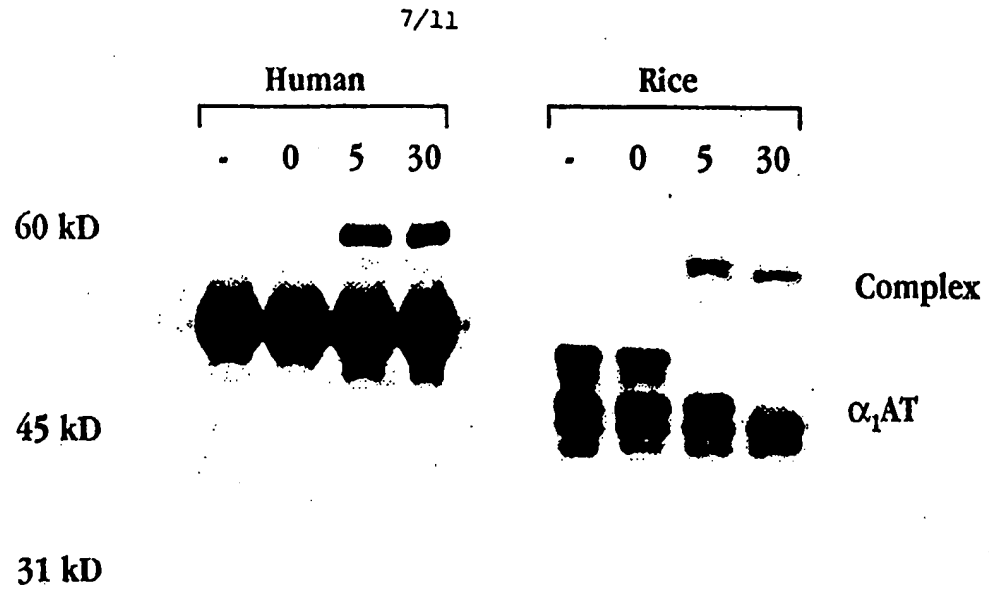 7/11
Human Rice
- 0 5 30 - 0 5 30
60 kD
Complex
α₁AT
45 kD
31 kD